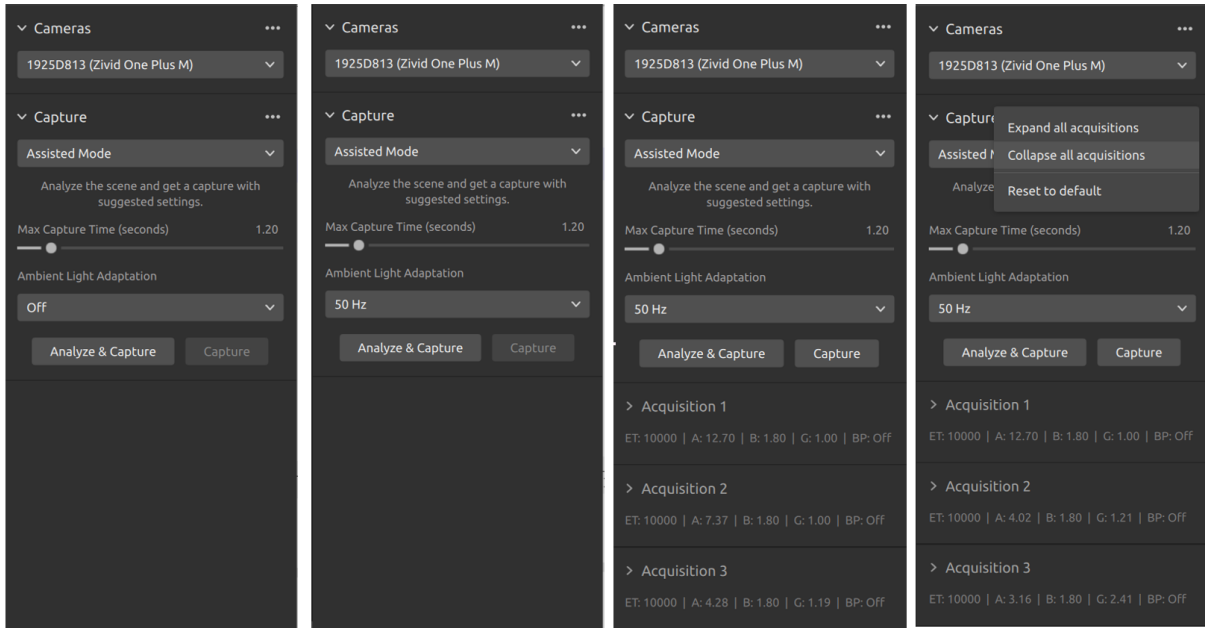 Cameras
1925D813 (Zivid One Plus M)
Capture
Assisted Mode
Analyze the scene and get a capture with
suggested settings.
Max Capture Time (seconds) 1.20
Ambient Light Adaptation
Off
Analyze & Capture Capture
Cameras
1925D813 (Zivid One Plus M)
Capture
Assisted Mode
Analyze the scene and get a capture with
suggested settings.
Max Capture Time (seconds) 1.20
Ambient Light Adaptation
50 Hz
Analyze & Capture Capture
Cameras
1925D813 (Zivid One Plus M)
Capture
Assisted Mode
Analyze the scene and get a capture with
suggested settings.
Max Capture Time (seconds) 1.20
Ambient Light Adaptation
50 Hz
Analyze & Capture Capture
Acquisition 1
ET: 10000 | A: 12.70 | B: 1.80 | G: 1.00 | BP: Off
Acquisition 2
ET: 10000 | A: 7.37 | B: 1.80 | G: 1.00 | BP: Off
Acquisition 3
ET: 10000 | A: 4.28 | B: 1.80 | G: 1.19 | BP: Off
Cameras
1925D813 (Zivid One Plus M)
Capture
Expand all acquisitions
Assisted M
Collapse all acquisitions
Analyze
Reset to default
Max Capture Time (seconds) 1.20
Ambient Light Adaptation
50 Hz
Analyze & Capture Capture
Acquisition 1
ET: 10000 | A: 12.70 | B: 1.80 | G: 1.00 | BP: Off
Acquisition 2
ET: 10000 | A: 4.02 | B: 1.80 | G: 1.21 | BP: Off
Acquisition 3
ET: 10000 | A: 3.16 | B: 1.80 | G: 2.41 | BP: Off